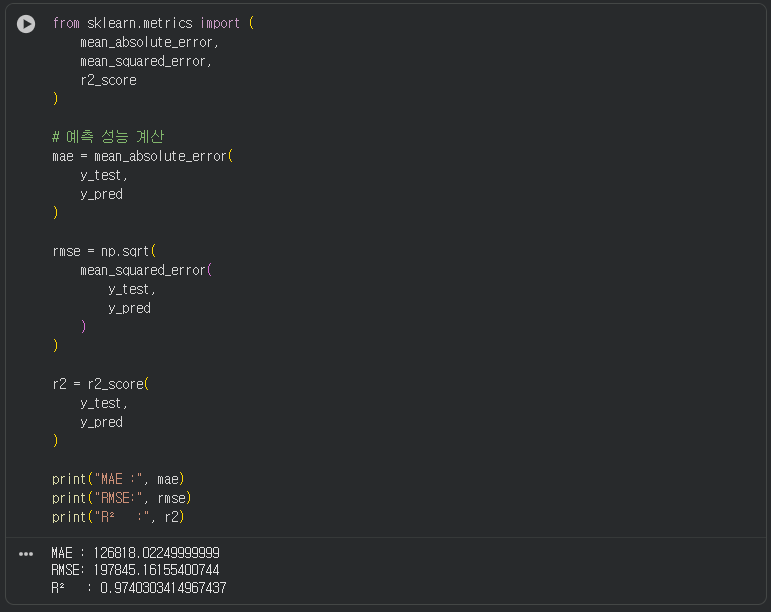 from sklearn.metrics import (
    mean_absolute_error,
    mean_squared_error,
    r2_score
)

# 예측 성능 계산
mae = mean_absolute_error(
    y_test,
    y_pred
)

rmse = np.sqrt(
    mean_squared_error(
        y_test,
        y_pred
    )
)

r2 = r2_score(
    y_test,
    y_pred
)

print("MAE :", mae)
print("RMSE:", rmse)
print("R²   :", r2)
MAE : 126818.02249999999
RMSE: 197845.16155400744
R²   : 0.9740303414967437